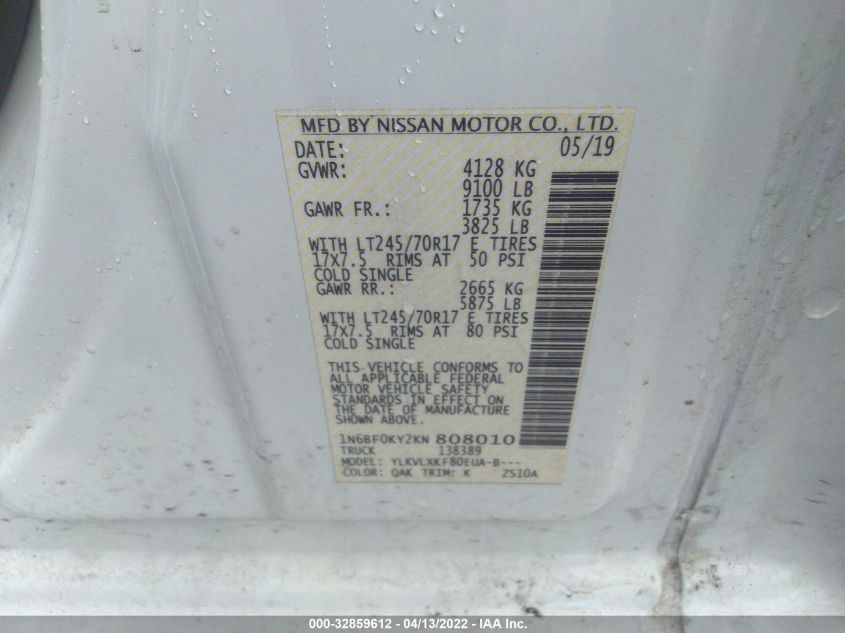 MFD BY NISSAN MOTOR CO., LTD.
DATE: 05/19
GVWR: 4128 KG
9100 LB
GAWR FR.: 1735 KG
3825 LB
WITH LT245/70R17 E TIRES
17X7.5 RIMS AT 50 PSI
COLD SINGLE
GAWR RR.: 2665 KG
5875 LB
WITH LT245/70R17 E TIRES
17X7.5 RIMS AT 80 PSI
COLD SINGLE
THIS VEHICLE CONFORMS TO
ALL APPLICABLE FEDERAL
MOTOR VEHICLE SAFETY
STANDARDS IN EFFECT ON
THE DATE OF MANUFACTURE
SHOWN ABOVE.
1N6BF0KY2KN 808010
TRUCK 138389
MODEL: YLKVLXKF80EUA-B---
COLOR: QAK TRIM: K ZS10A
000-32859612 - 04/13/2022 - IAA Inc.